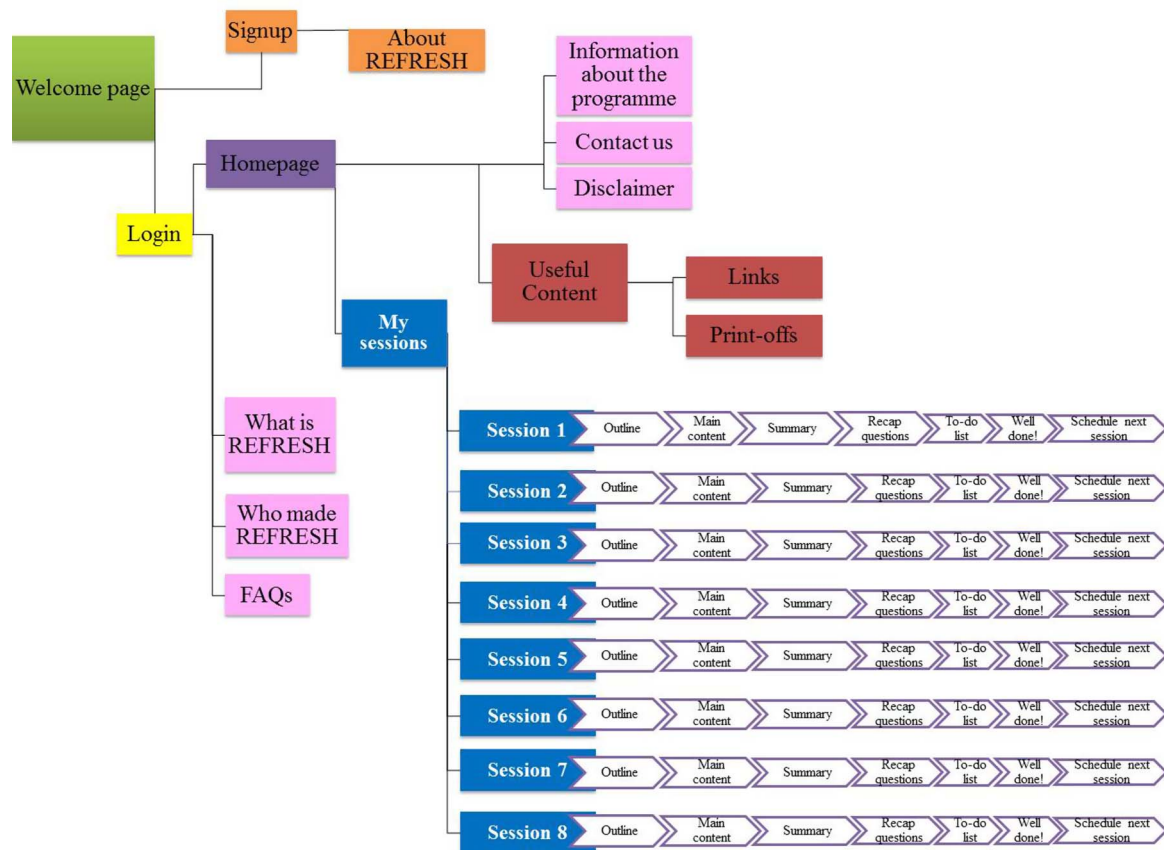 Welcome page
Signup
About
REFRESH
Information
about the
programme
Contact us
Disclaimer
Homepage
Login
Useful
Content
Links
Print-offs
My
sessions
What is
REFRESH
Who made
REFRESH
FAQs
Session 1
Outline
Main
content
Summary
Recap
questions
To-do
list
Well
done!
Schedule next
session
Session 2
Outline
Main
content
Summary
Recap
questions
To-do
list
Well
done!
Schedule next
session
Session 3
Outline
Main
content
Summary
Recap
questions
To-do
list
Well
done!
Schedule next
session
Session 4
Outline
Main
content
Summary
Recap
questions
To-do
list
Well
done!
Schedule next
session
Session 5
Outline
Main
content
Summary
Recap
questions
To-do
list
Well
done!
Schedule next
session
Session 6
Outline
Main
content
Summary
Recap
questions
To-do
list
Well
done!
Schedule next
session
Session 7
Outline
Main
content
Summary
Recap
questions
To-do
list
Well
done!
Schedule next
session
Session 8
Outline
Main
content
Summary
Recap
questions
To-do
list
Well
done!
Schedule next
session